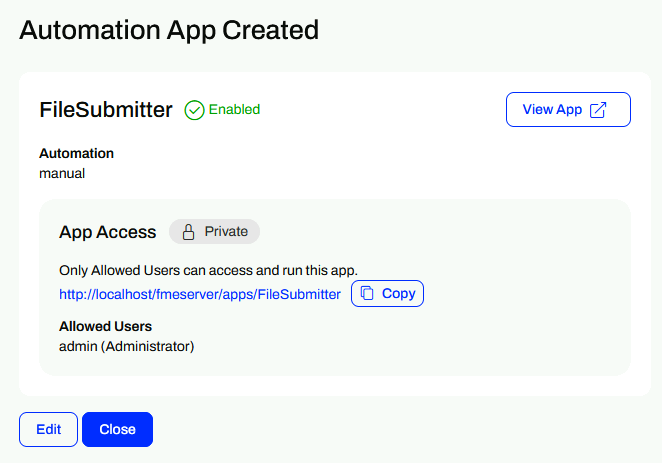 Automation App Created
FileSubmitter Enabled View App
Automation
manual
App Access Private
Only Allowed Users can access and run this app.
http://localhost/fmeserver/apps/FileSubmitter Copy
Allowed Users
admin (Administrator)
Edit Close